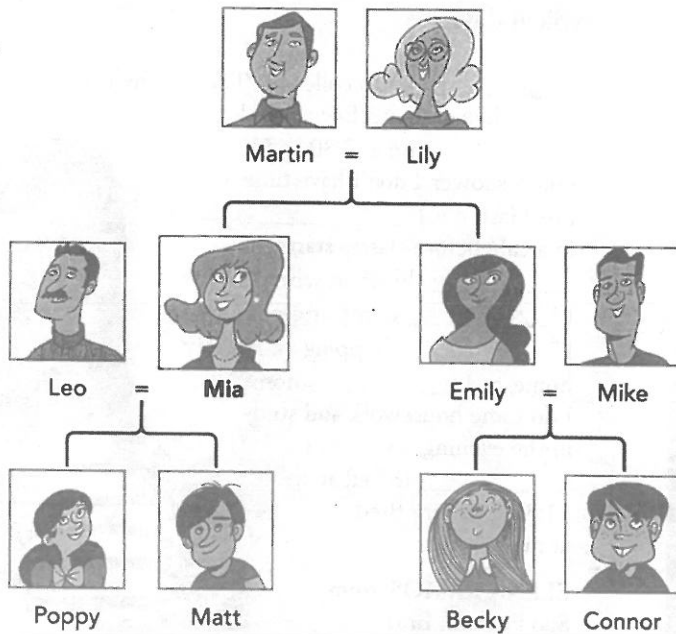 Martin = Lily
Leo = Mia Emily = Mike
Poppy Matt Becky Connor